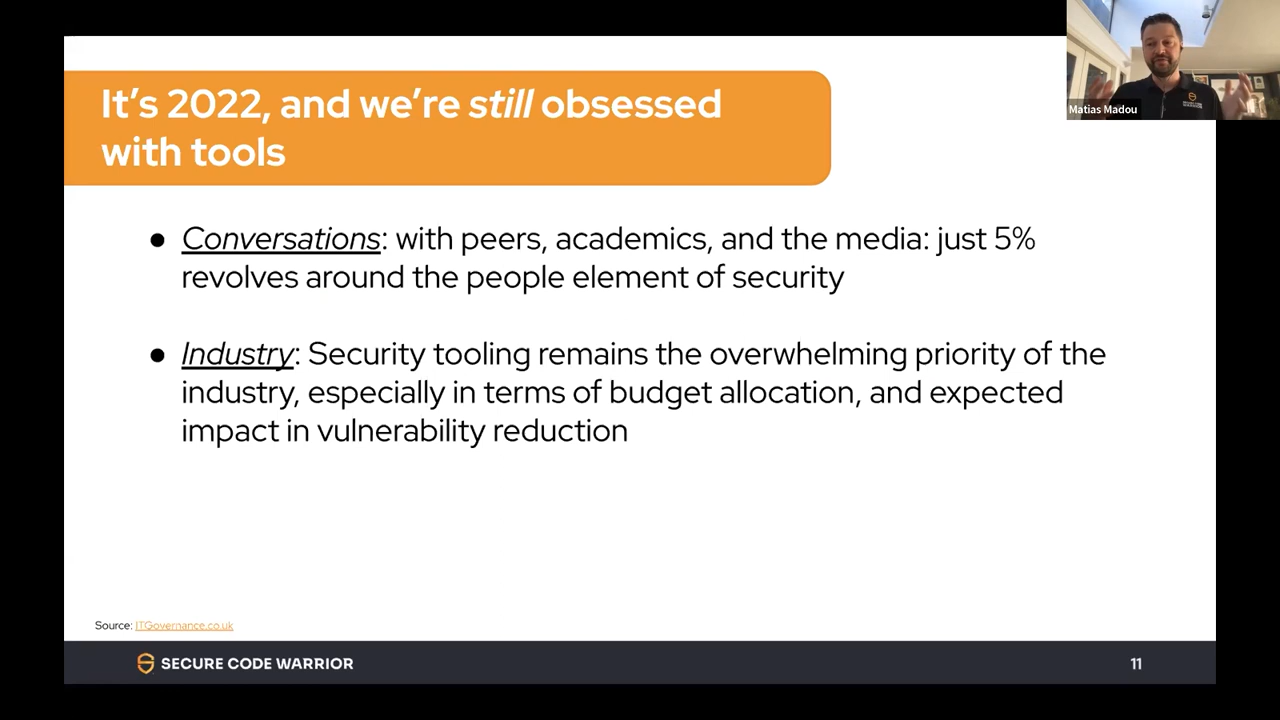 It's 2022, and we're still obsessed
with tools
Matias Madou
● Conversations: with peers, academics, and the media: just 5%
revolves around the people element of security
● Industry: Security tooling remains the overwhelming priority of the
industry, especially in terms of budget allocation, and expected
impact in vulnerability reduction
Source: ITGovernance.co.uk
SECURE CODE WARRIOR
11